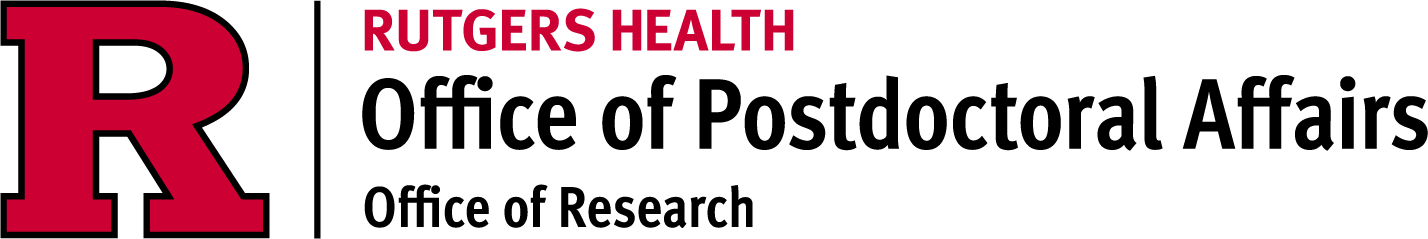 R
RUTGERS HEALTH
Office of Postdoctoral Affairs
Office of Research